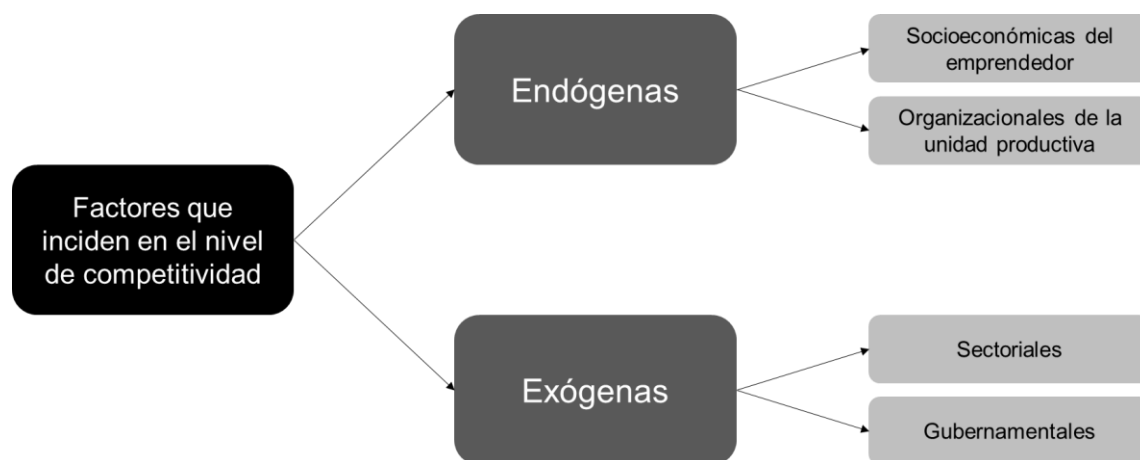 Factores que
inciden en el nivel
de competitividad
Endógenas
Socioeconómicas del
emprendedor
Organizacionales de la
unidad productiva
Exógenas
Sectoriales
Gubernamentales